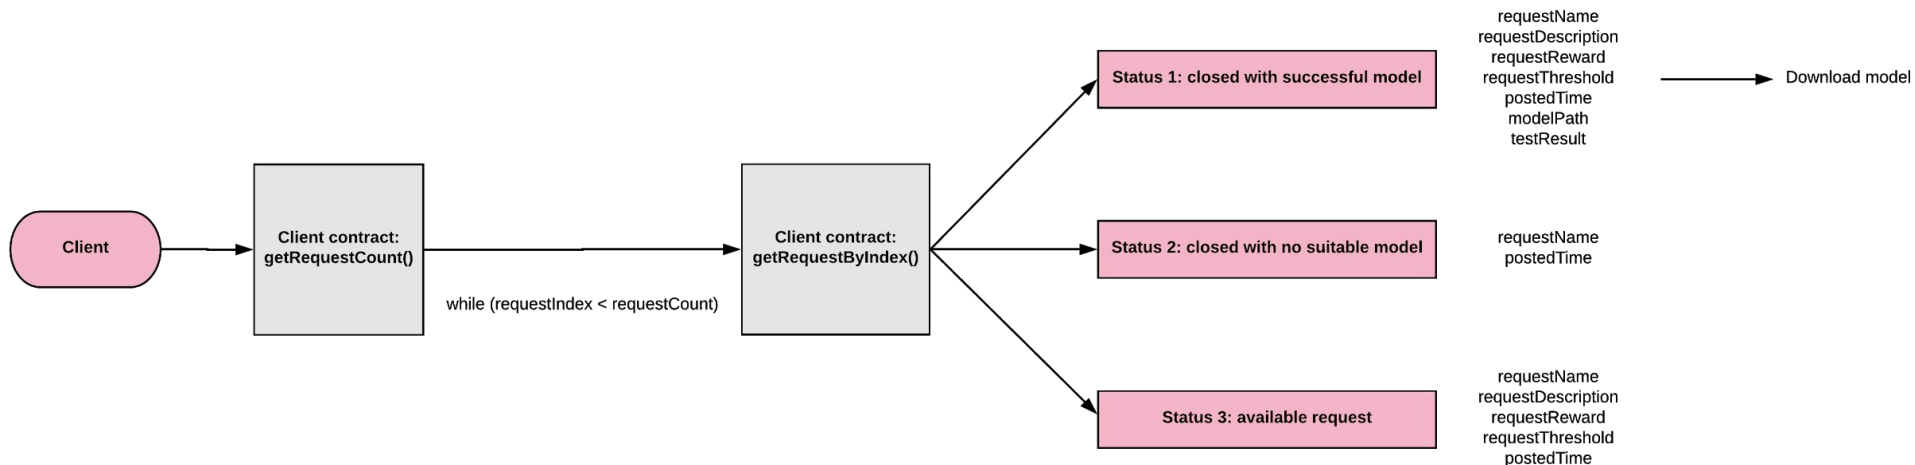 Client
Client contract:
getRequestCount()
while (requestIndex < requestCount)
Client contract:
getRequestByIndex()
Status 1: closed with successful model
requestName
requestDescription
requestReward
requestThreshold
postedTime
modelPath
testResult
Download model
Status 2: closed with no suitable model
requestName
postedTime
Status 3: available request
requestName
requestDescription
requestReward
requestThreshold
postedTime